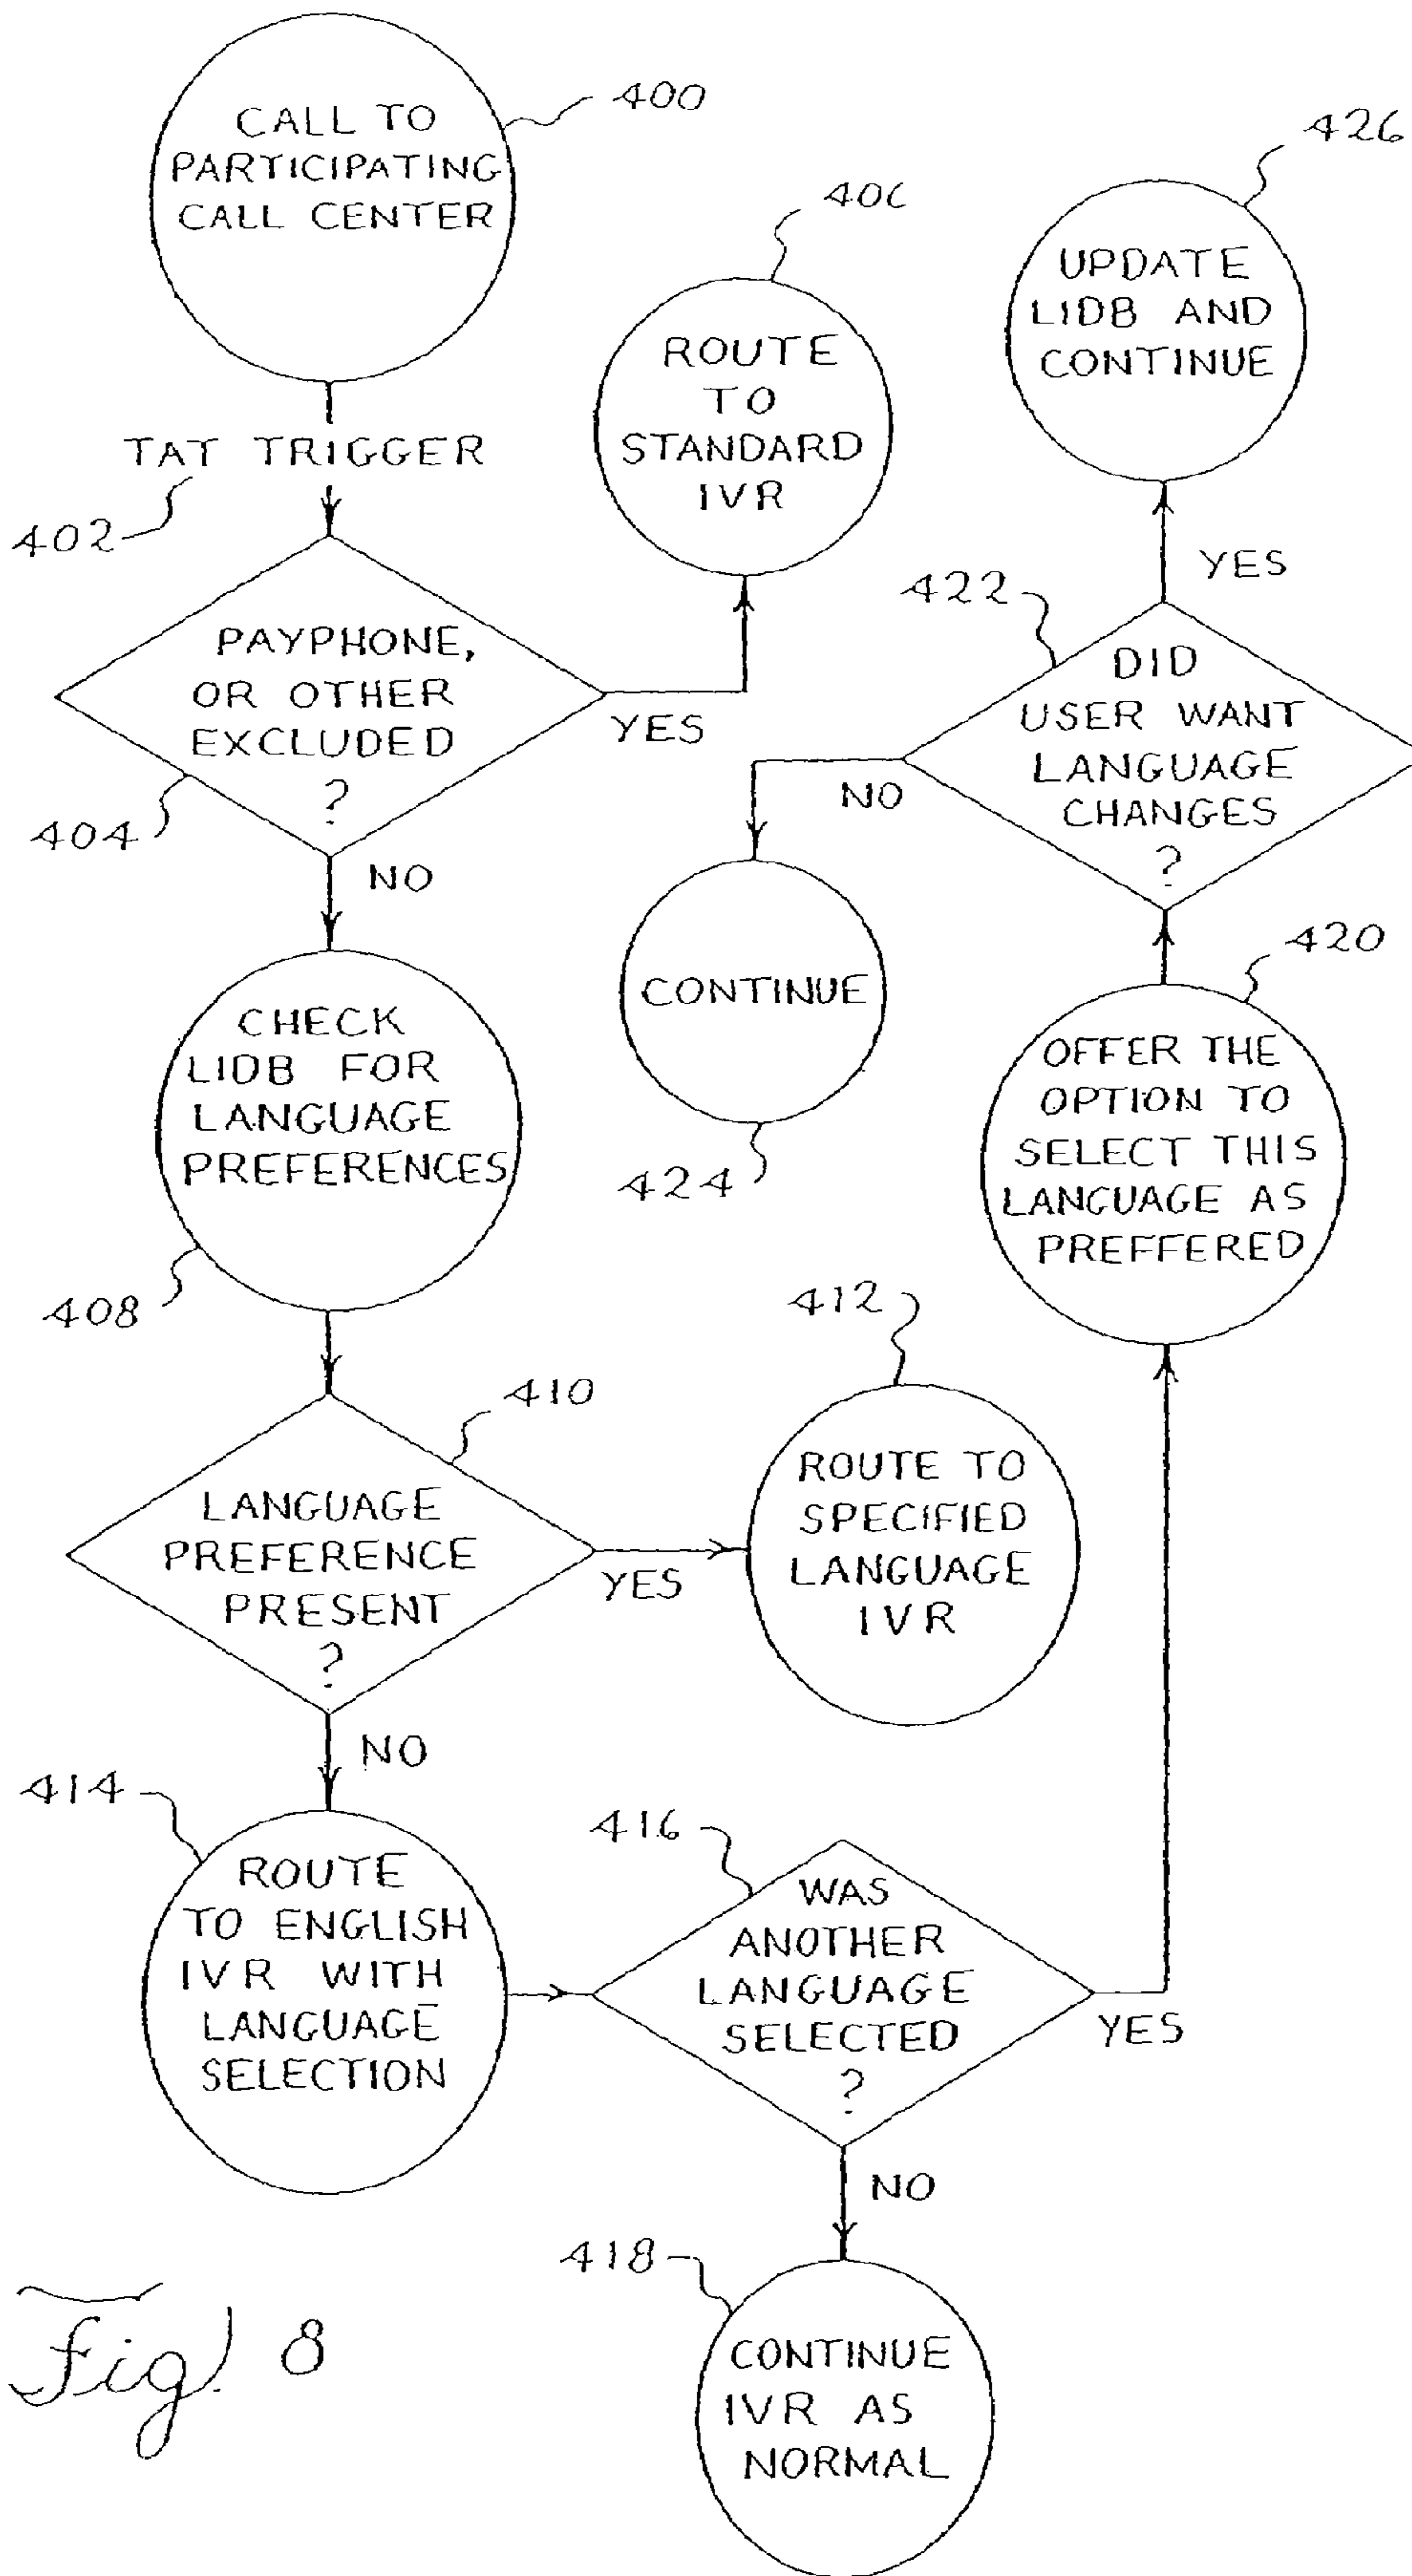 CALL TO
PARTICIPATING
CALL CENTER
400
TAT TRIGGER
402
PAYPHONE,
OR OTHER
EXCLUDED
?
404
YES
NO
406
ROUTE
TO
STANDARD
IVR
CHECK
LIDB FOR
LANGUAGE
PREFERENCES
408
LANGUAGE
PREFERENCE
PRESENT
?
410
YES
NO
412
ROUTE TO
SPECIFIED
LANGUAGE
IVR
414
ROUTE
TO ENGLISH
IVR WITH
LANGUAGE
SELECTION
416
WAS
ANOTHER
LANGUAGE
SELECTED
?
YES
NO
418
CONTINUE
IVR AS
NORMAL
420
OFFER THE
OPTION TO
SELECT THIS
LANGUAGE AS
PREFFERED
422
DID
USER WANT
LANGUAGE
CHANGES
?
NO
YES
CONTINUE
424
426
UPDATE
LIDB AND
CONTINUE
Fig. 8